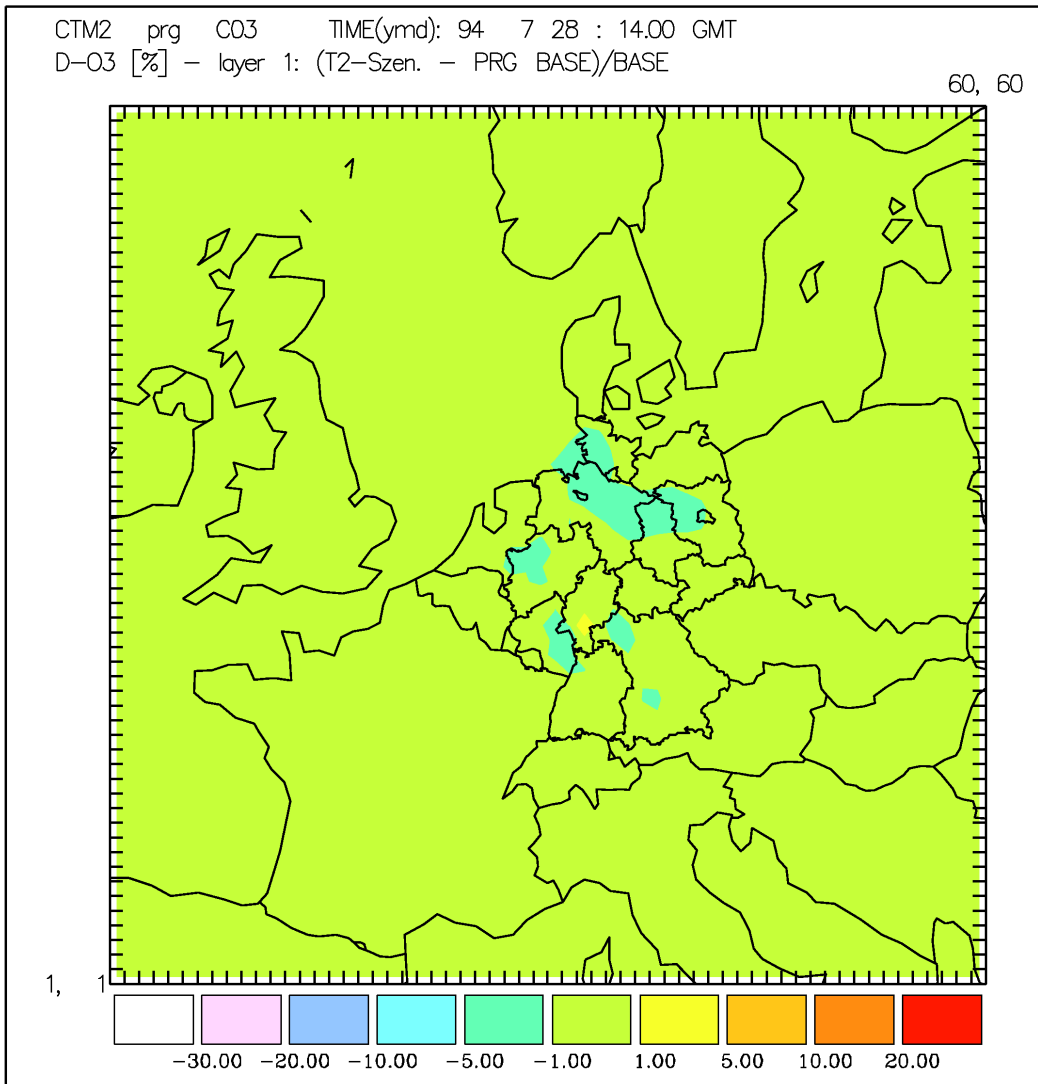 CTM2 prg C03 TIME(ymd): 94 7 28 : 14.00 GMT
D-O3 [%] - layer 1: (T2-Szen. - PRG BASE)/BASE
60, 60
1
1, 1
-30.00 -20.00 -10.00 -5.00 -1.00 1.00 5.00 10.00 20.00